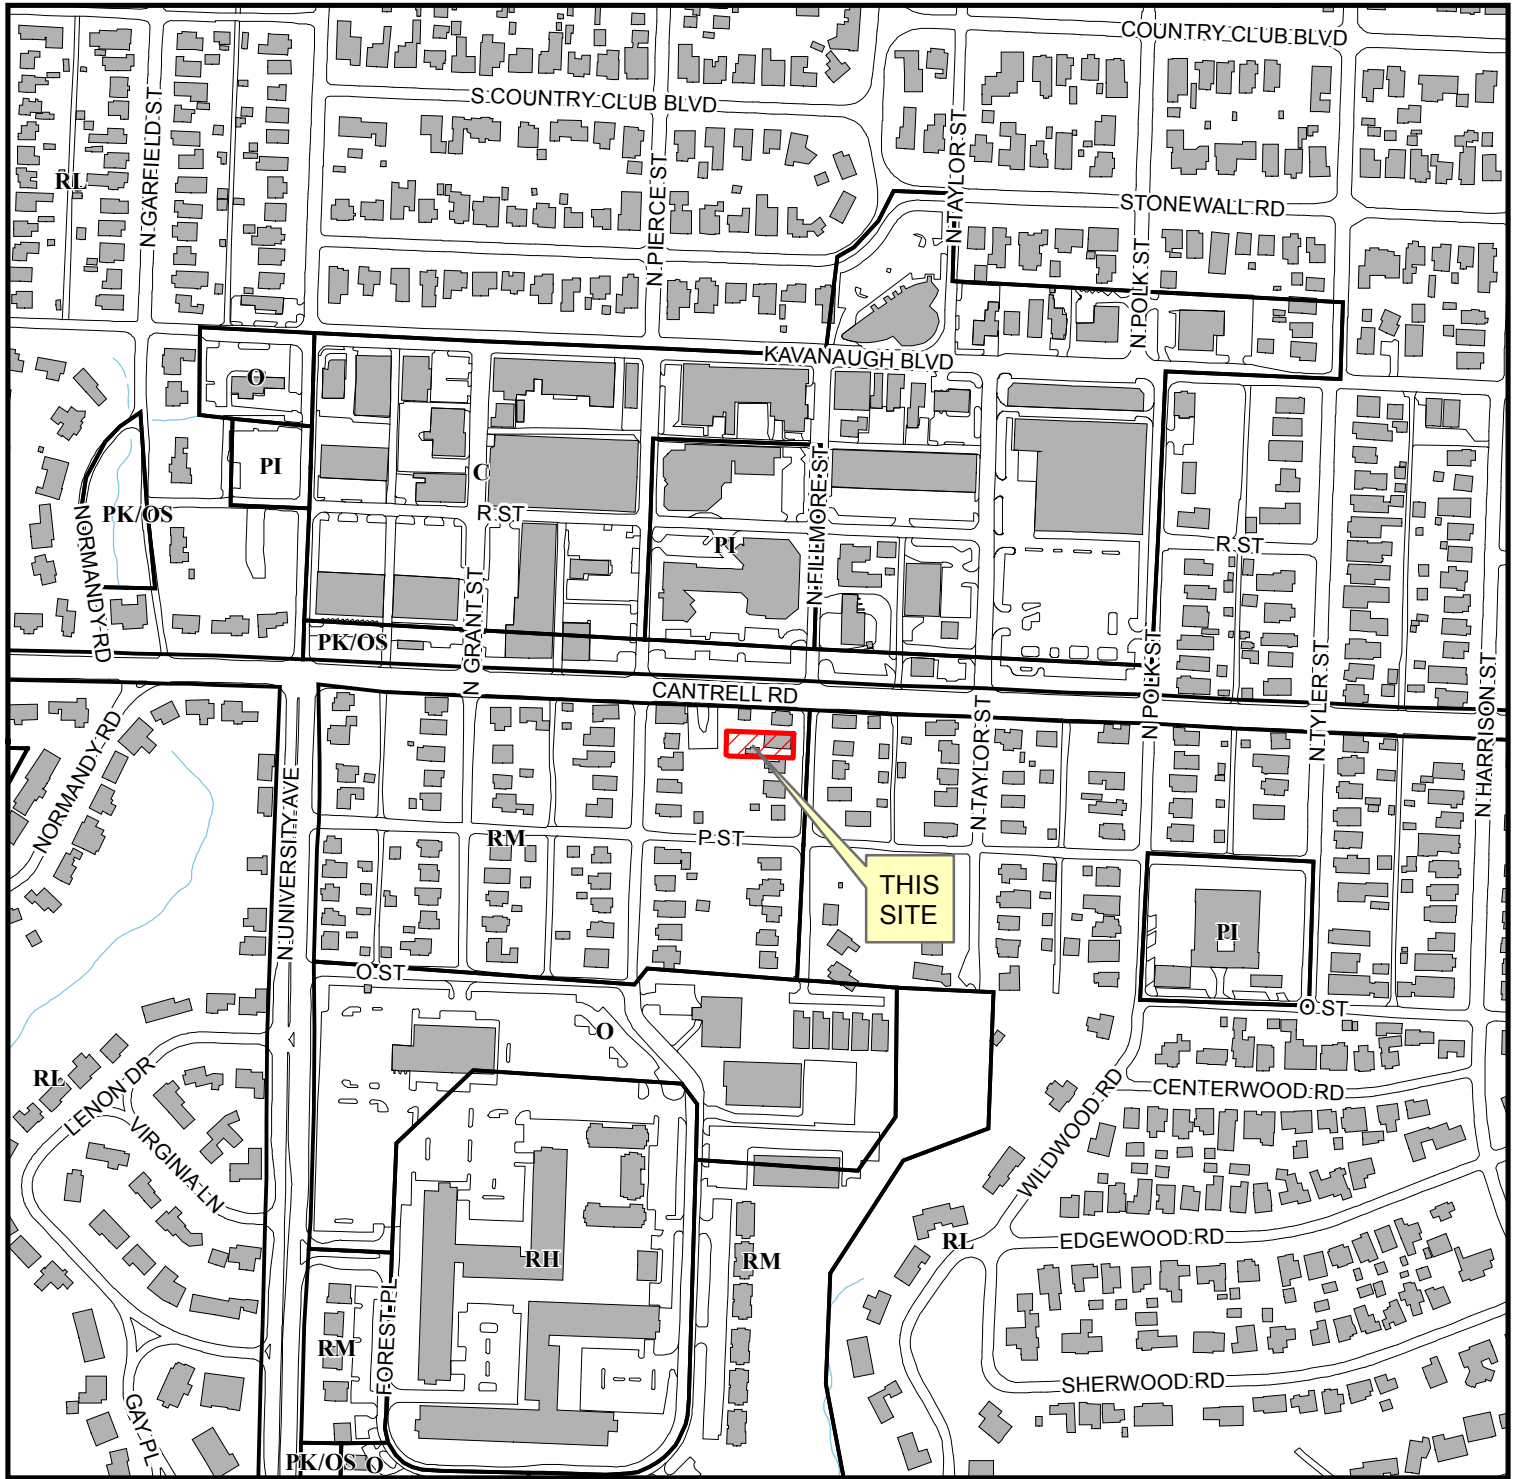 COUNTRY CLUB BLVD
S COUNTRY CLUB BLVD
N GARFIELD ST
N TAYLOR ST
RL
N PIERCE ST
STONEWALL RD
N POLK ST
KAVANAUGH BLVD
O
PI
C
PK/OS
R ST
N FILLMORE ST
PI
R ST
NORMANDY RD
N GRANT ST
PK/OS
CANTRELL RD
N POLK ST
N TYLER ST
N HARRISON ST
NORMANDY RD
N TAYLOR ST
N UNIVERSITY AVE
RM
P ST
THIS
SITE
PI
O ST
O ST
O
RL
LENON DR
VIRGINIA LN
CENTERWOOD RD
WILDWOOD RD
RL
EDGEWOOD RD
RH
RM
RM
FOREST PL
SHERWOOD RD
GAY PL
PK/OS
O